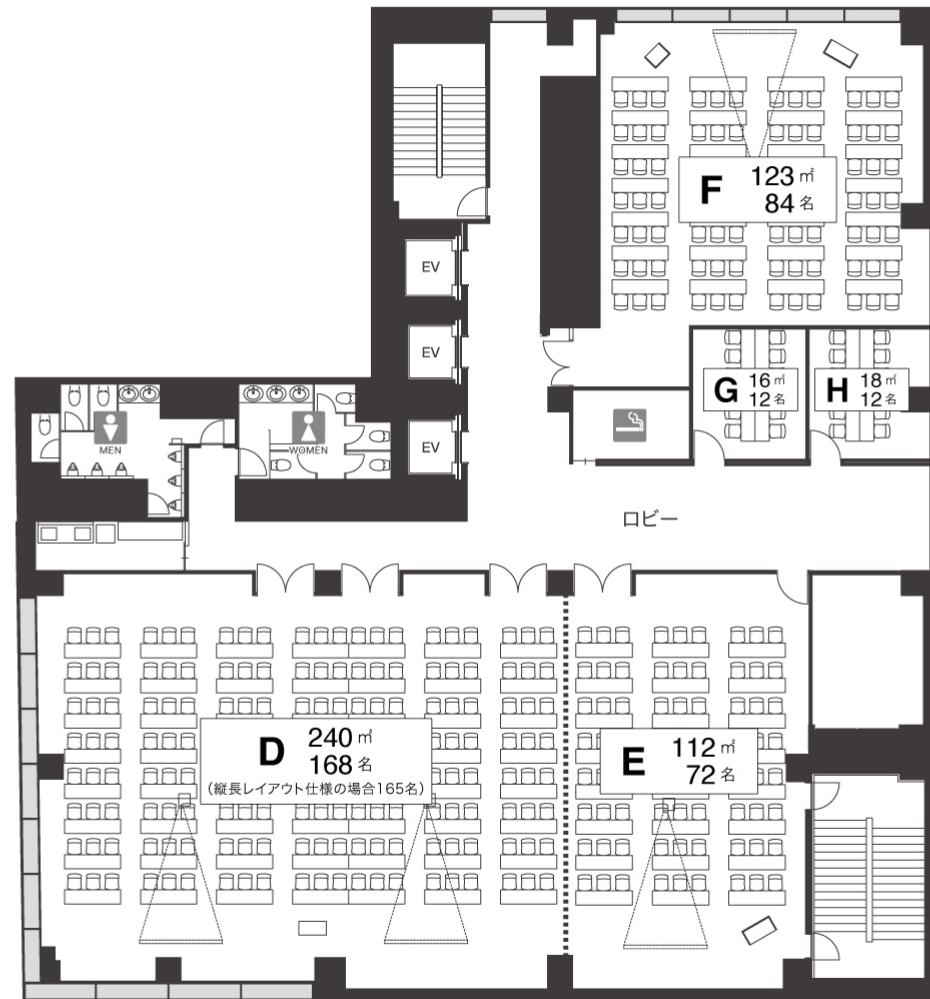 F 123㎡
84名
EV
EV
EV
G 16㎡
12名
H 18㎡
12名
MEN
WOMEN
ロビー
D 240㎡
168名
(縦長レイアウト仕様の場合165名)
E 112㎡
72名